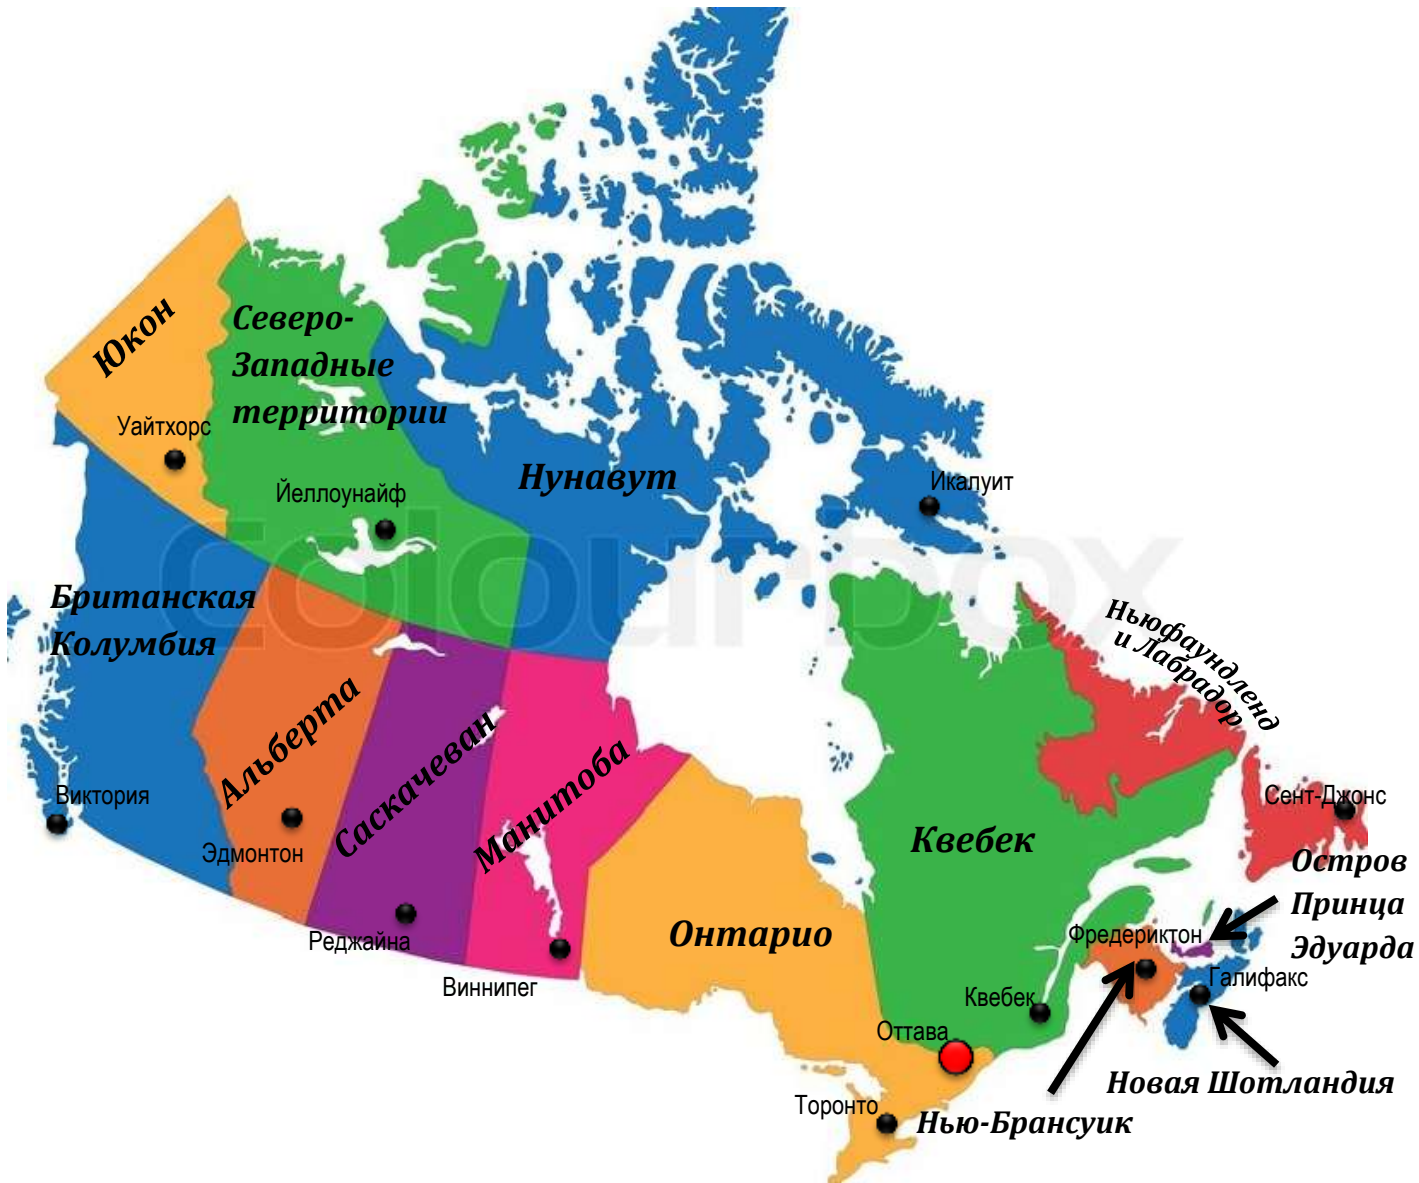 Юкон
Северо-
Западные
территории
Уайтхорс
Йеллоунайф
Нунавут
Икалуит
colourbox
Британская
Колумбия
Ньюфаундленд
и Лабрадор
Альберта
Саскачеван
Манитоба
Виктория
Эдмонтон
Квебек
Сент-Джонс
Остров
Принца
Эдуарда
Реджайна
Онтарио
Фредериктон
Виннипег
Галифакс
Квебек
Оттава
Новая Шотландия
Торонто
Нью-Брансуик